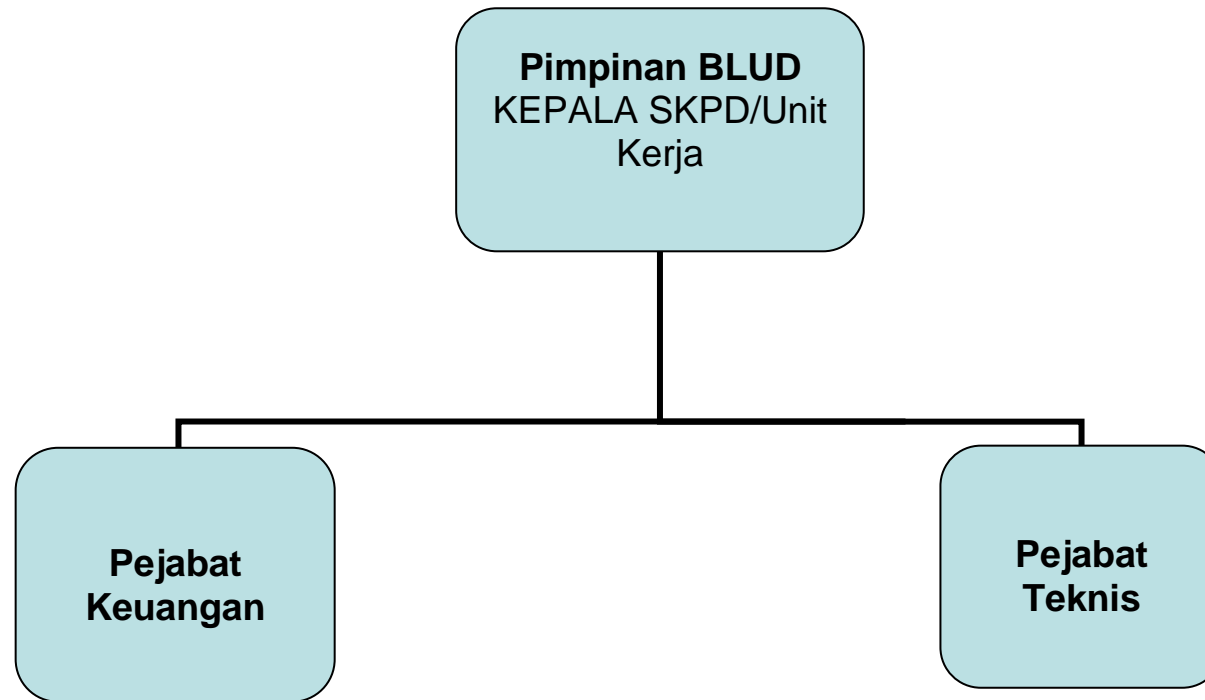 Pimpinan BLUD
KEPALA SKPD/Unit
Kerja
Pejabat
Keuangan
Pejabat
Teknis